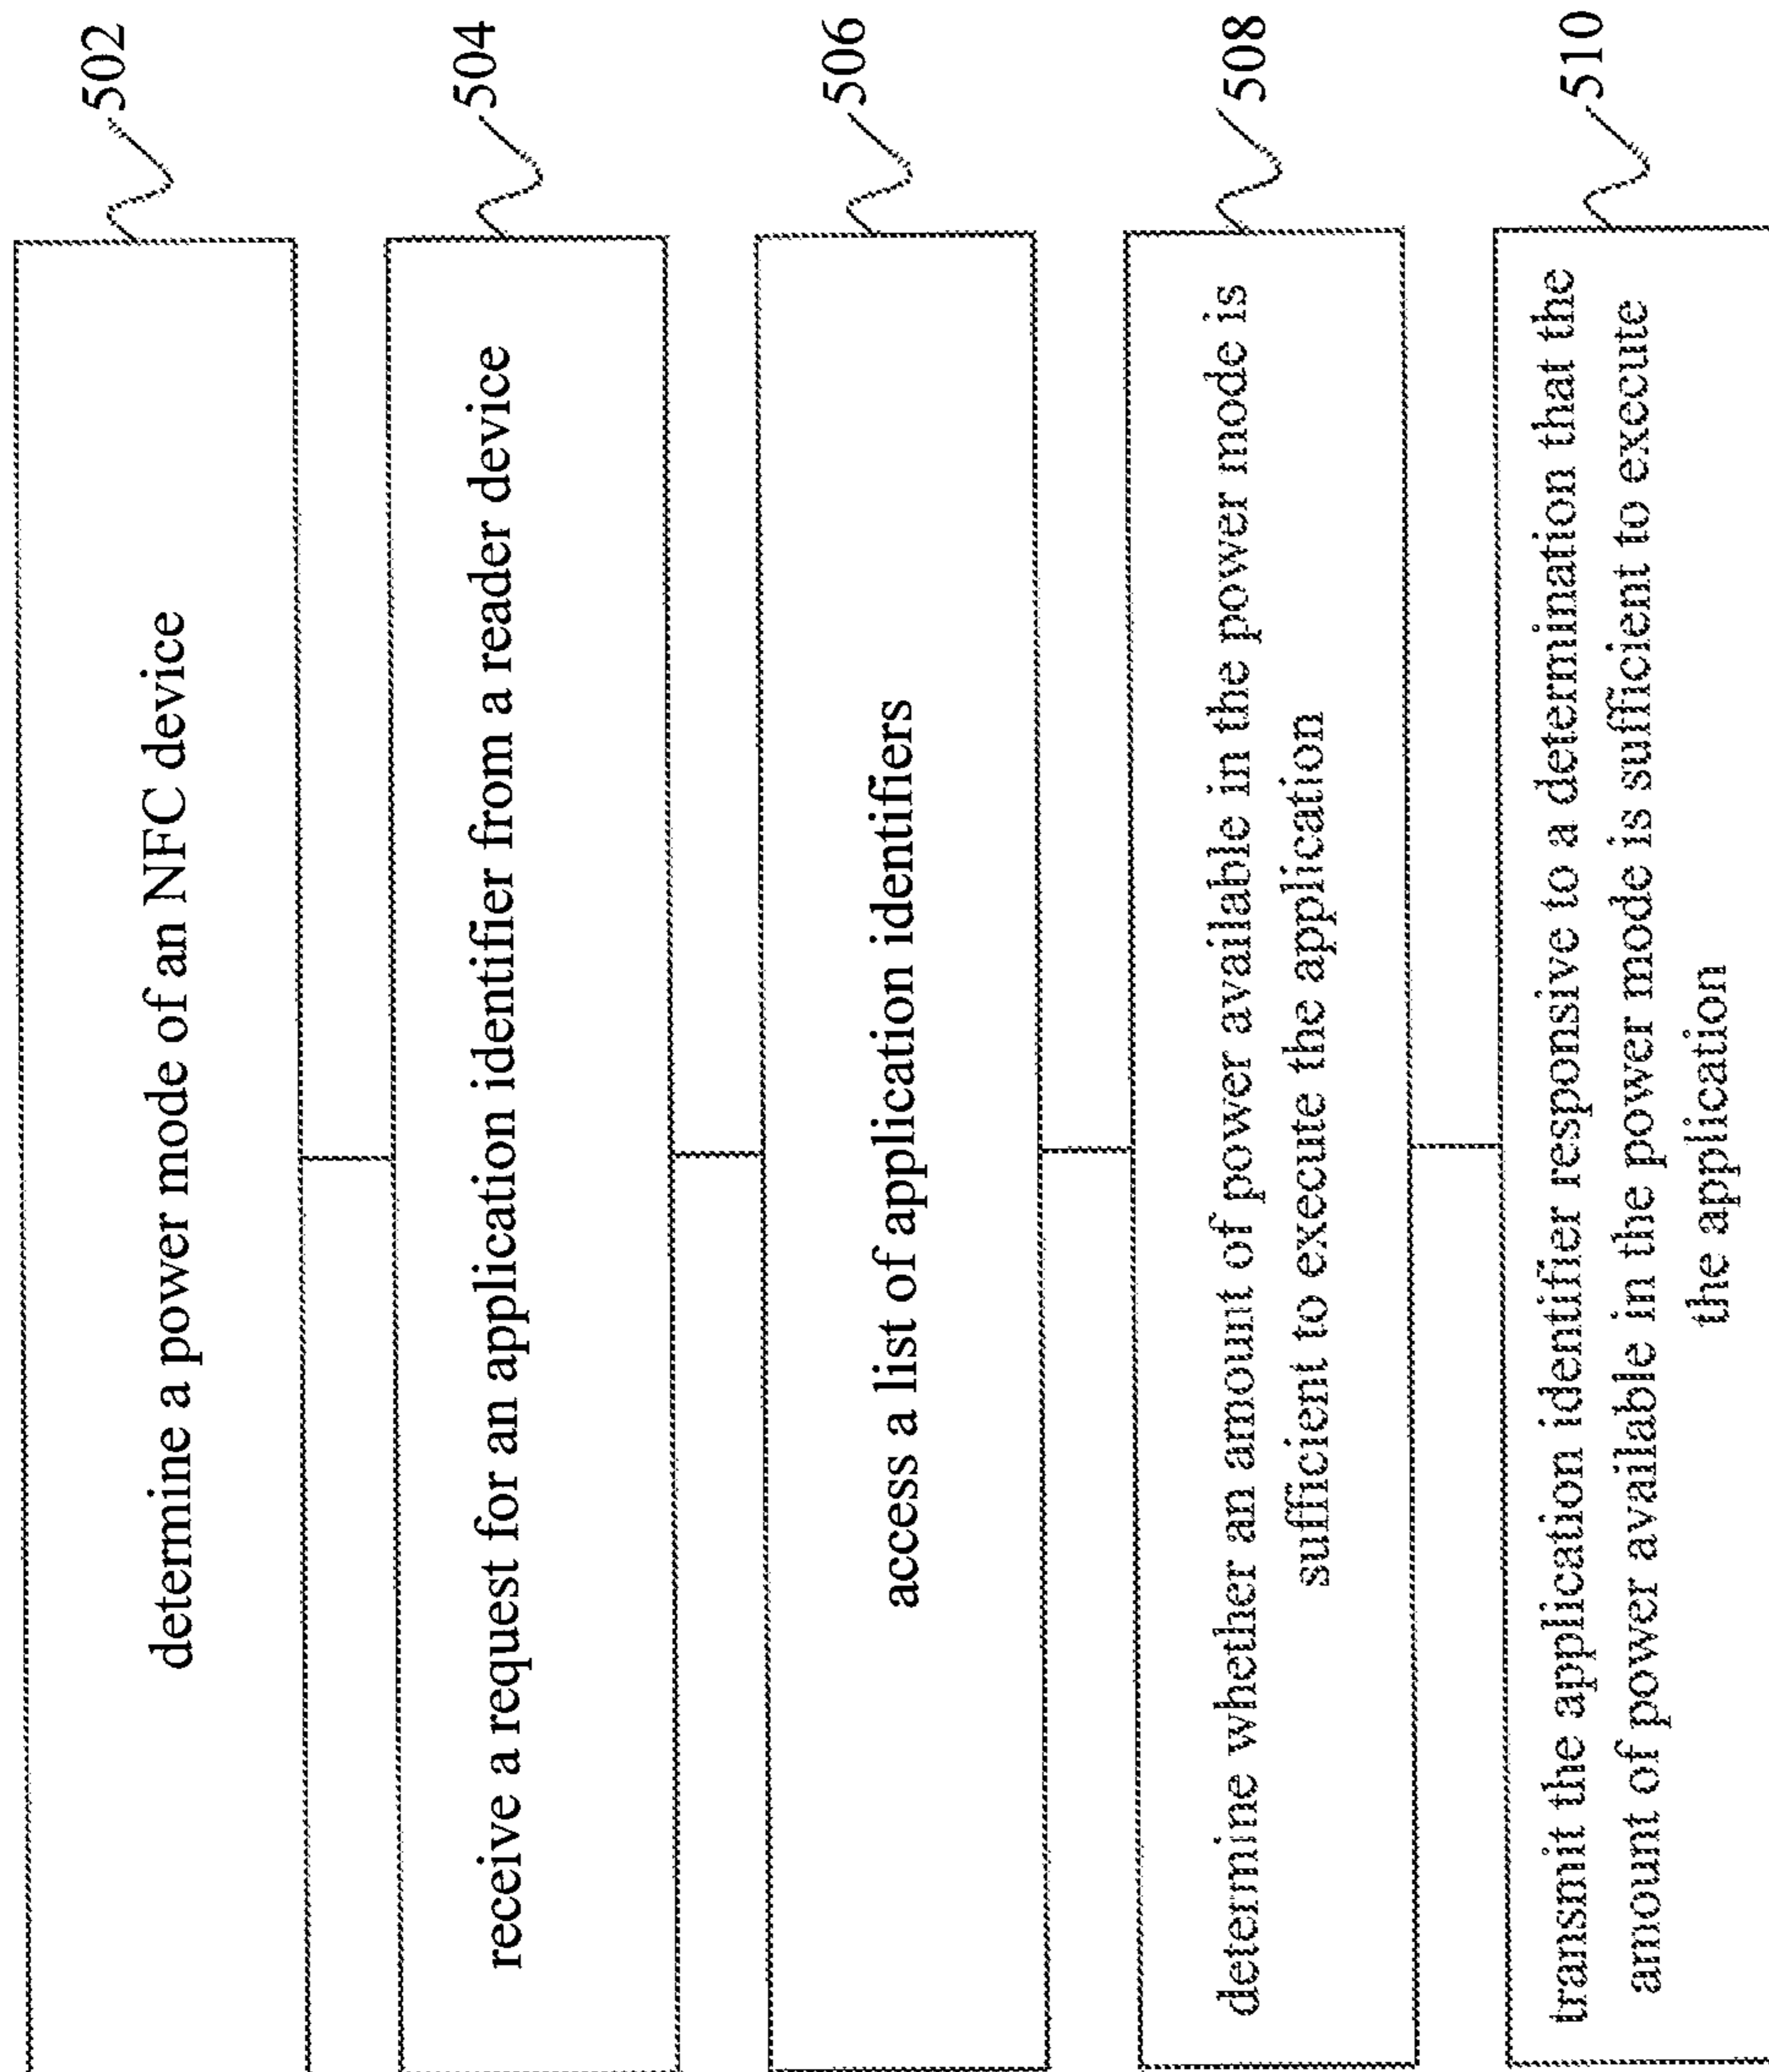 determine a power mode of an NFC device
502
receive a request for an application identifier from a reader device
504
access a list of application identifiers
506
determine whether an amount of power available in the power mode is
sufficient to execute the application
508
transmit the application identifier responsive to a determination that the
amount of power available in the power mode is sufficient to execute
the application
510